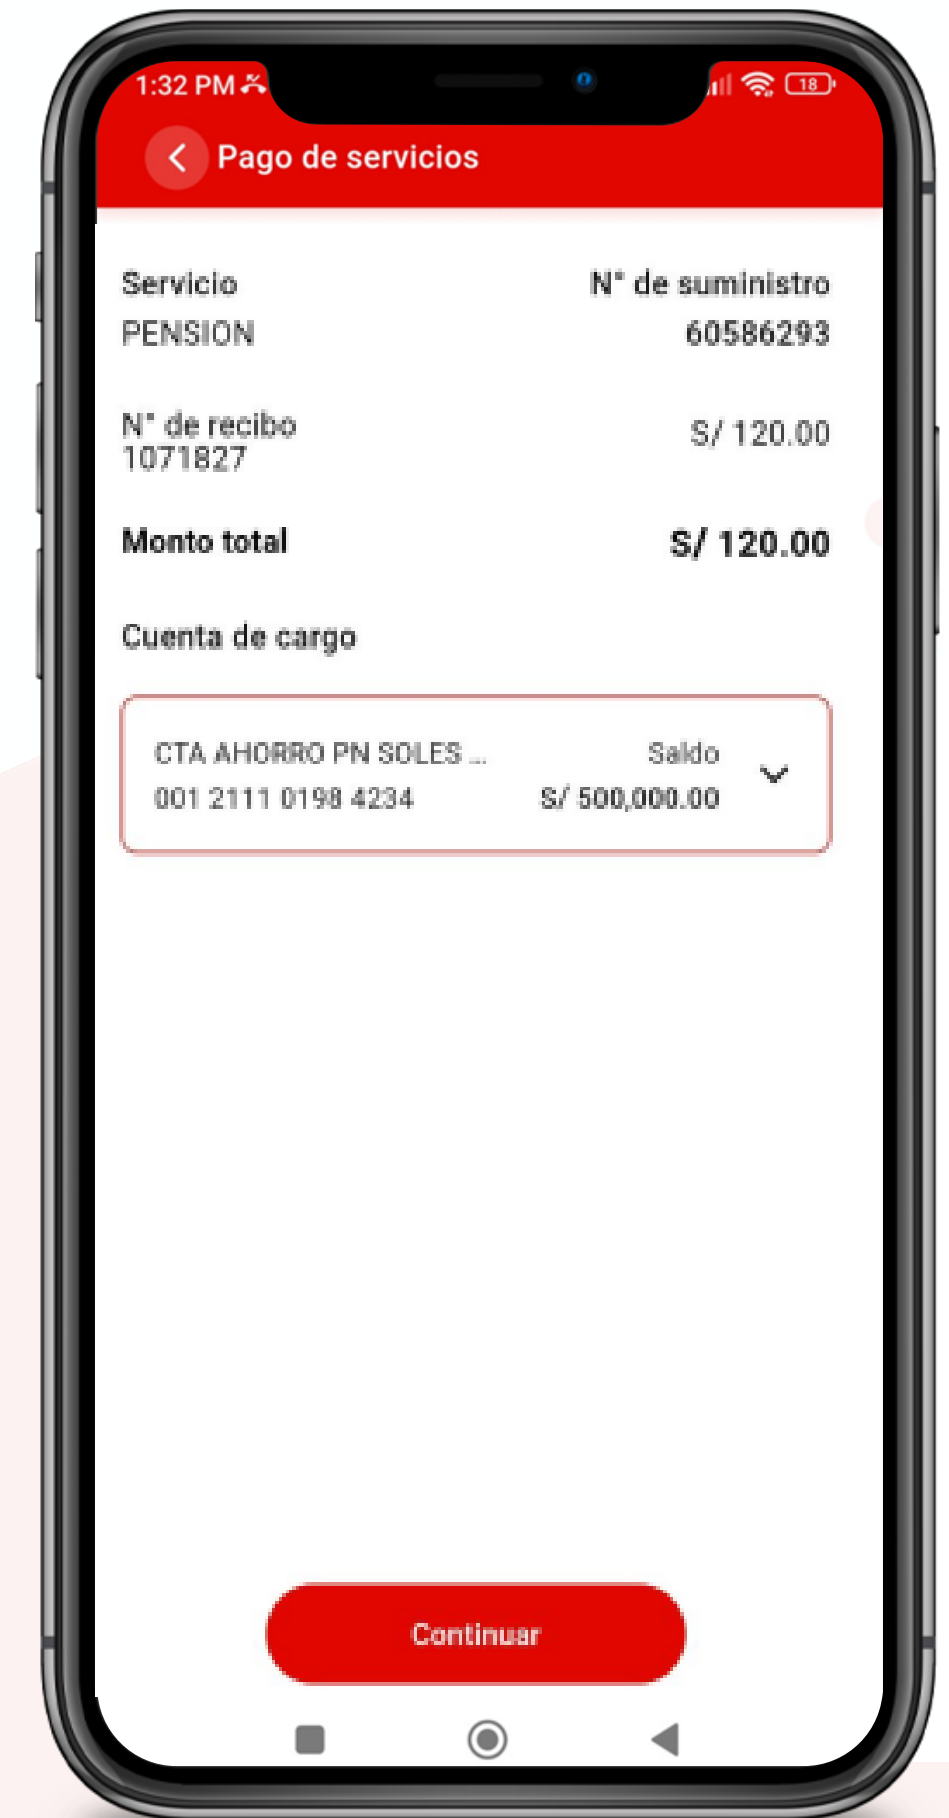 1:32 PM
18
Pago de servicios
Servicio N° de suministro
PENSION 60586293
N° de recibo S/ 120.00
1071827
Monto total S/ 120.00
Cuenta de cargo
CTA AHORRO PN SOLES ... Saldo
001 2111 0198 4234 S/ 500,000.00
Continuar